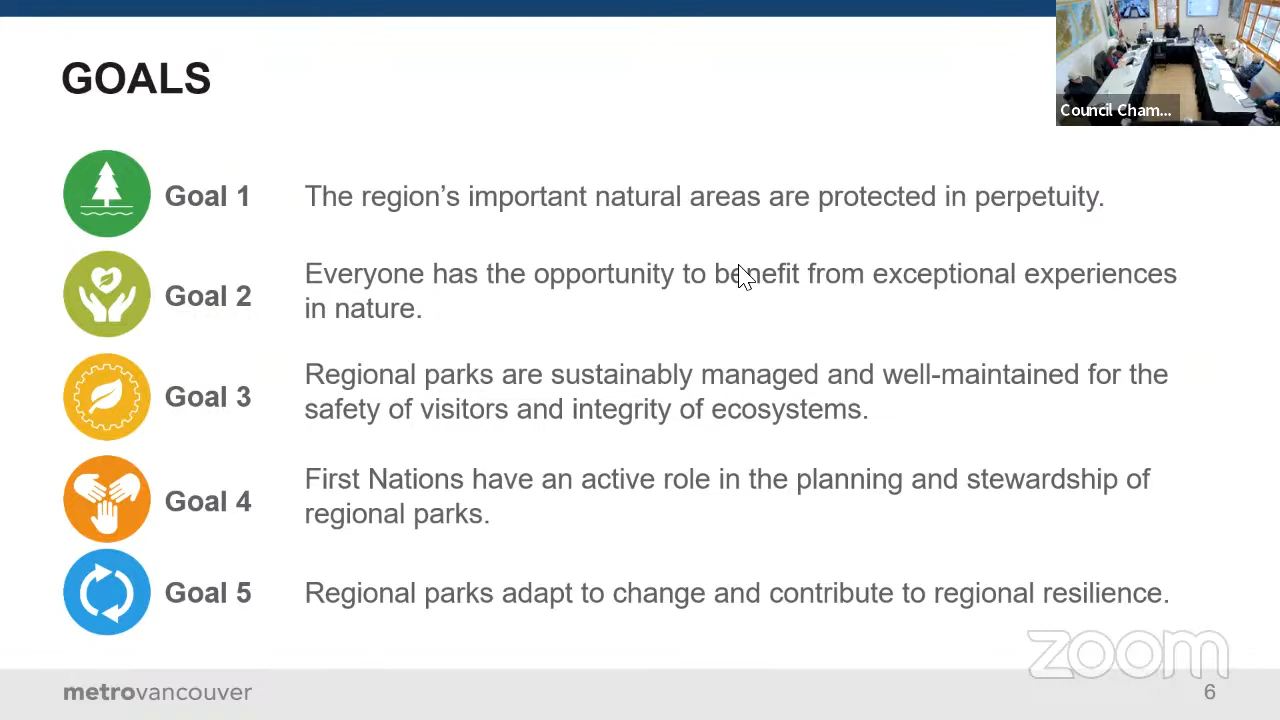 GOALS
Council Cham...
Goal 1
The region's important natural areas are protected in perpetuity.
Goal 2
Everyone has the opportunity to benefit from exceptional experiences
in nature.
Goal 3
Regional parks are sustainably managed and well-maintained for the
safety of visitors and integrity of ecosystems.
Goal 4
First Nations have an active role in the planning and stewardship of
regional parks.
Goal 5
Regional parks adapt to change and contribute to regional resilience.
zoom
metrovancouver
6